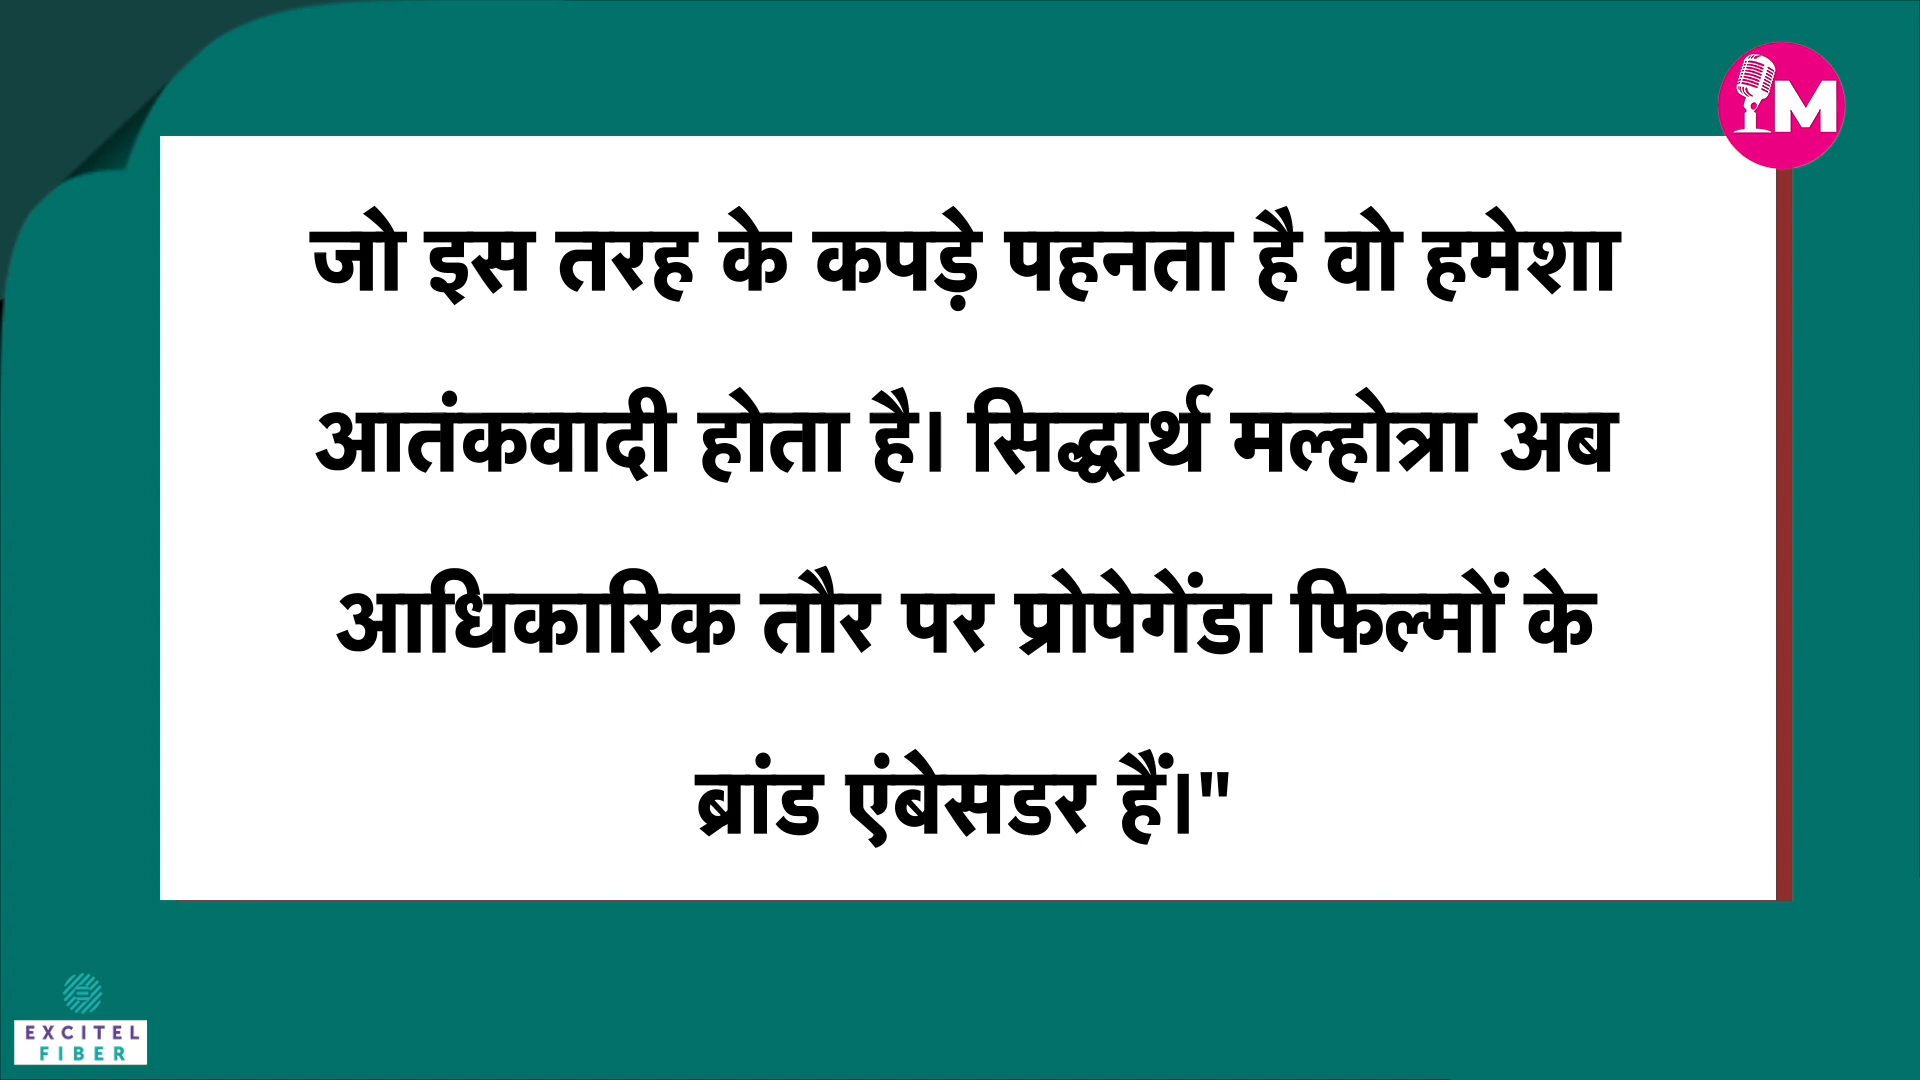 M
जो इस तरह के कपड़े पहनता है वो हमेशा
आतंकवादी होता है। सिद्धार्थ मल्होत्रा अब
आधिकारिक तौर पर प्रोपेगेंडा फिल्मों के
ब्रांड एंबेसडर हैं।"
EXCITEL
FIBER